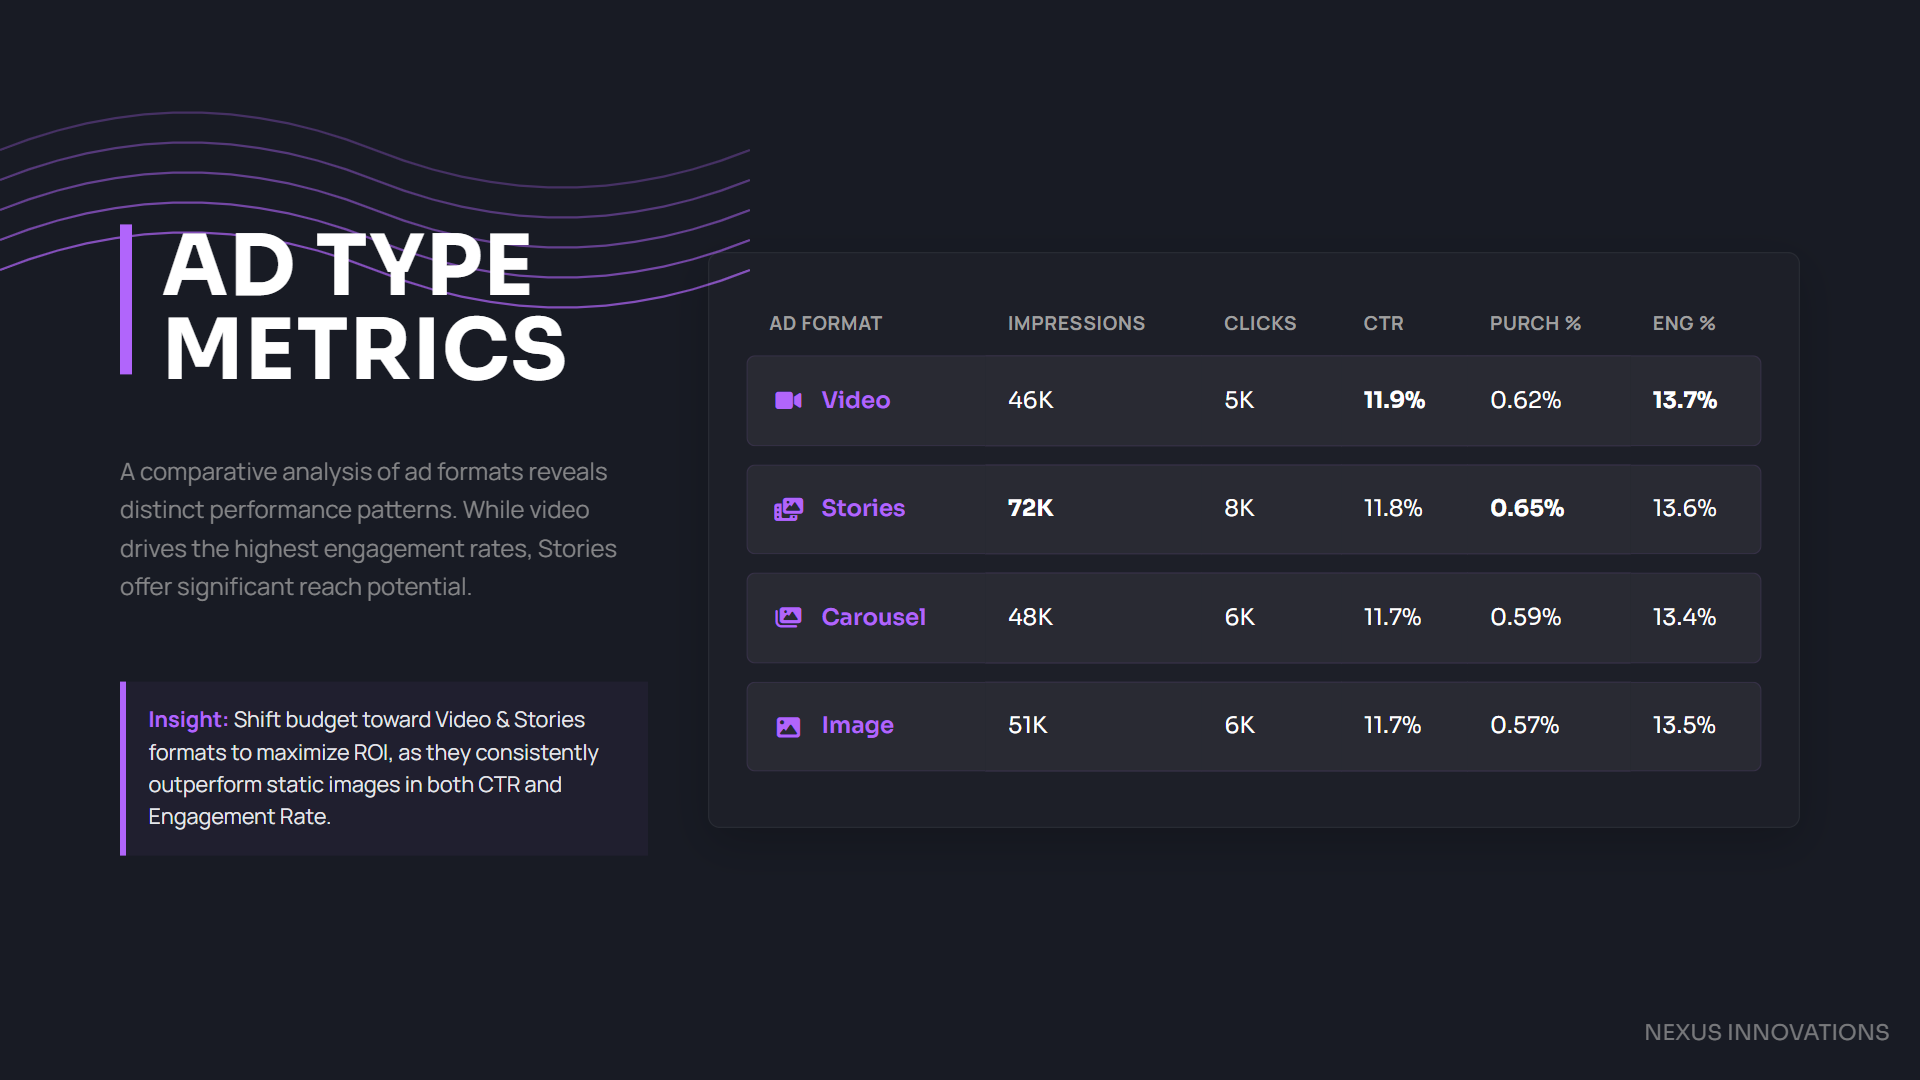 AD TYPE
METRICS
A comparative analysis of ad formats reveals
distinct performance patterns. While video
drives the highest engagement rates, Stories
offer significant reach potential.
Insight: Shift budget toward Video & Stories
formats to maximize ROI, as they consistently
outperform static images in both CTR and
Engagement Rate.
AD FORMAT IMPRESSIONS CLICKS CTR PURCH % ENG %
Video 46K 5K 11.9% 0.62% 13.7%
Stories 72K 8K 11.8% 0.65% 13.6%
Carousel 48K 6K 11.7% 0.59% 13.4%
Image 51K 6K 11.7% 0.57% 13.5%
NEXUS INNOVATIONS